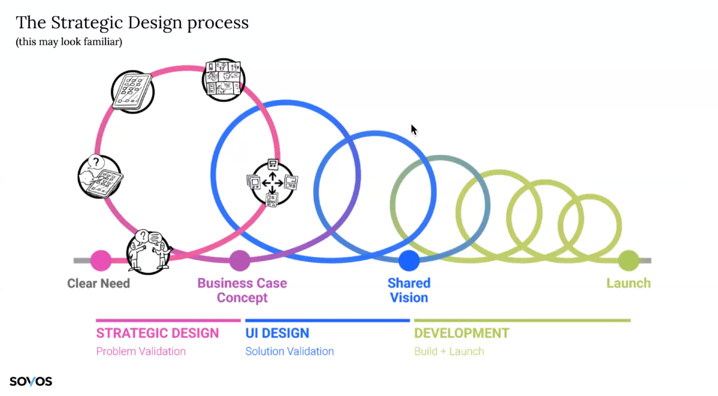 The Strategic Design process
(this may look familiar)
?
?
?
Clear Need
Business Case
Concept
Shared
Vision
Launch
STRATEGIC DESIGN
Problem Validation
UI DESIGN
Solution Validation
DEVELOPMENT
Build + Launch
SOVOS